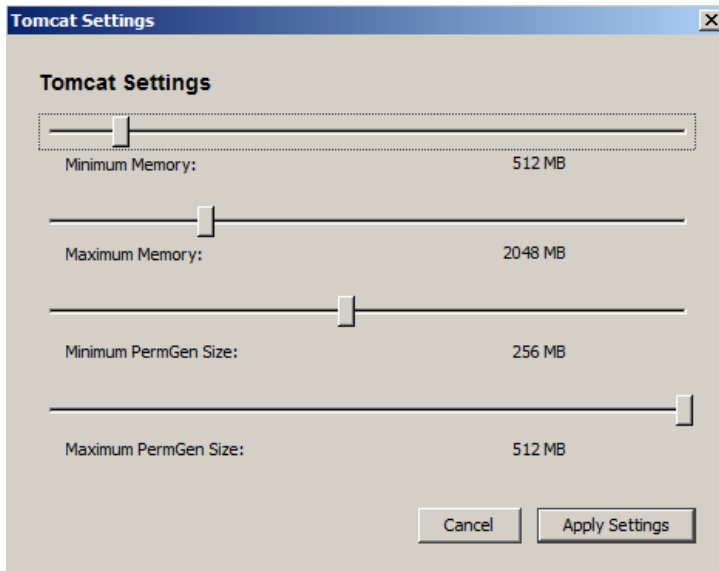 Tomcat Settings
Tomcat Settings
Minimum Memory: 512 MB
Maximum Memory: 2048 MB
Minimum PermGen Size: 256 MB
Maximum PermGen Size: 512 MB
Cancel Apply Settings